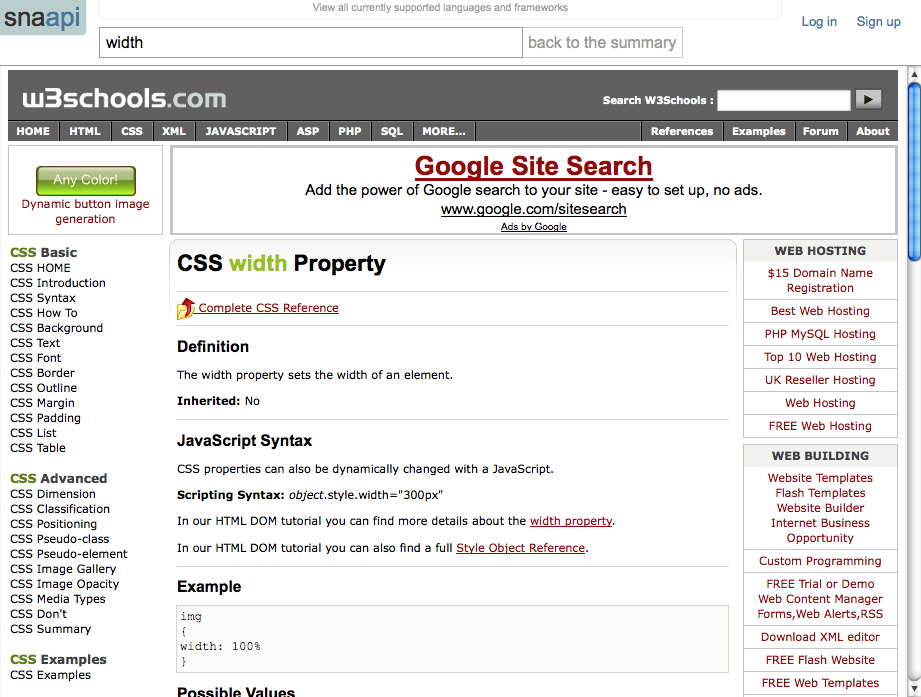 snaapi
View all currently supported languages and frameworks
Log in
Sign up
width
back to the summary
w3schools.com
Search W3Schools :
HOME
HTML
CSS
XML
JAVASCRIPT
ASP
PHP
SQL
MORE...
References
Examples
Forum
About
Any Color!
Dynamic button image
generation
Google Site Search
Add the power of Google search to your site - easy to set up, no ads.
www.google.com/sitesearch
Ads by Google
CSS Basic
CSS HOME
CSS Introduction
CSS Syntax
CSS How To
CSS Background
CSS Text
CSS Font
CSS Border
CSS Outline
CSS Margin
CSS Padding
CSS List
CSS Table
CSS Advanced
CSS Dimension
CSS Classification
CSS Positioning
CSS Pseudo-class
CSS Pseudo-element
CSS Image Gallery
CSS Image Opacity
CSS Media Types
CSS Don't
CSS Summary
CSS Examples
CSS Examples
CSS width Property
Complete CSS Reference
Definition
The width property sets the width of an element.
Inherited: No
JavaScript Syntax
CSS properties can also be dynamically changed with a JavaScript.
Scripting Syntax: object.style.width="300px"
In our HTML DOM tutorial you can find more details about the width property.
In our HTML DOM tutorial you can also find a full Style Object Reference.
Example
img
{
width: 100%
}
Possible Values
WEB HOSTING
$15 Domain Name
Registration
Best Web Hosting
PHP MySQL Hosting
Top 10 Web Hosting
UK Reseller Hosting
Web Hosting
FREE Web Hosting
WEB BUILDING
Website Templates
Flash Templates
Website Builder
Internet Business
Opportunity
Custom Programming
FREE Trial or Demo
Web Content Manager
Forms,Web Alerts,RSS
Download XML editor
FREE Flash Website
FREE Web Templates